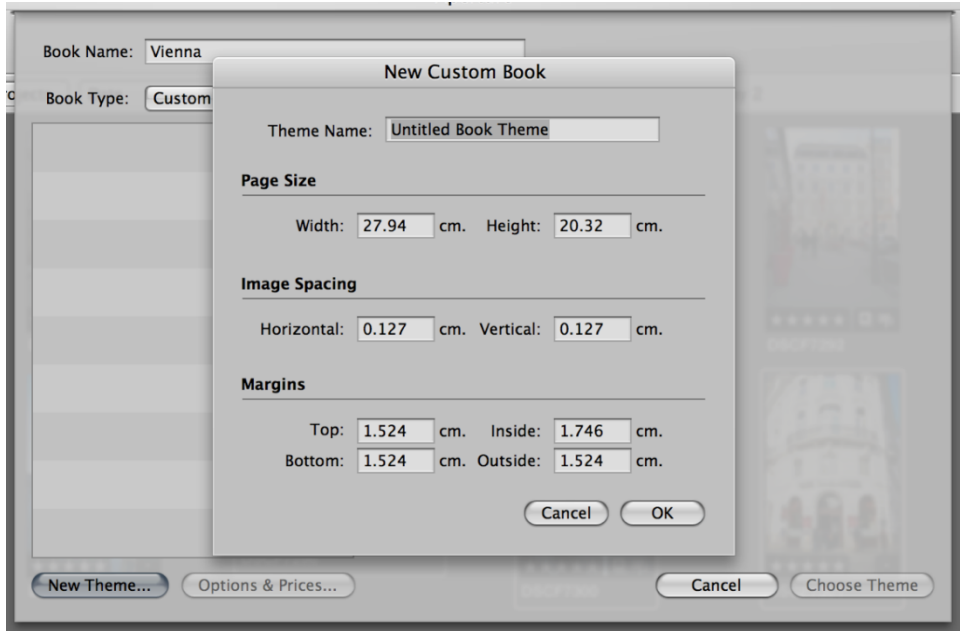 Book Name: Vienna
New Custom Book
Book Type: Custom
Theme Name: Untitled Book Theme
Page Size
Width: 27.94 cm. Height: 20.32 cm.
Image Spacing
Horizontal: 0.127 cm. Vertical: 0.127 cm.
Margins
Top: 1.524 cm. Inside: 1.746 cm.
Bottom: 1.524 cm. Outside: 1.524 cm.
Cancel OK
New Theme... Options & Prices... Cancel Choose Theme